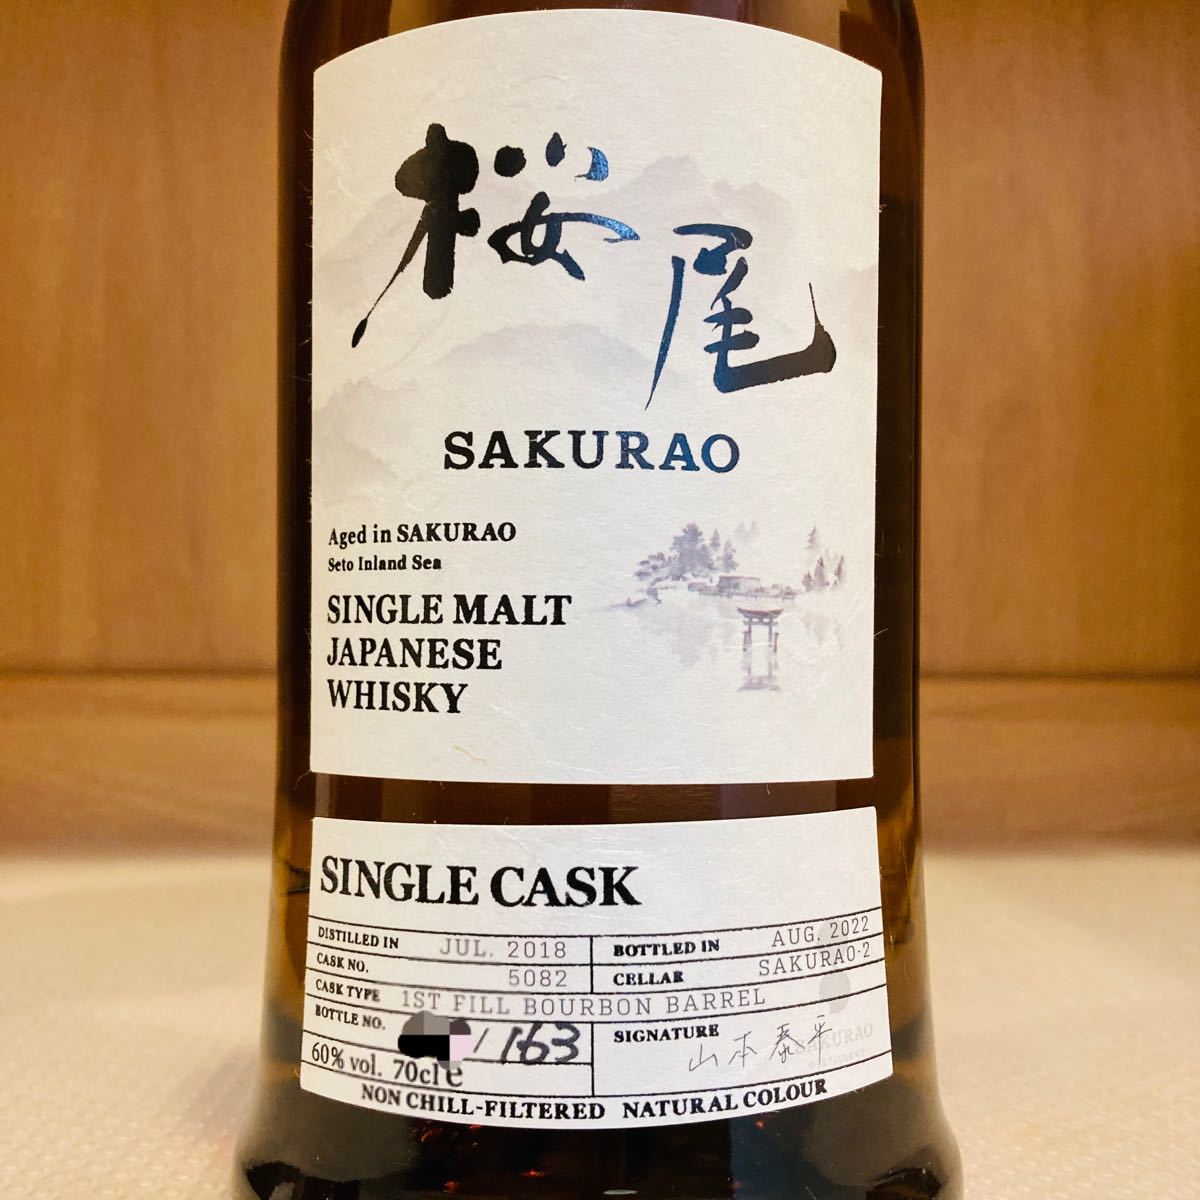 桜尾
SAKURAO
Aged in SAKURAO
Seto Inland Sea
SINGLE MALT
JAPANESE
WHISKY
SINGLE CASK
DISTILLED IN JUL. 2018 BOTTLED IN AUG. 2022
CASK NO. 5082 CELLAR SAKURAO-2
CASK TYPE 1ST FILL BOURBON BARREL
BOTTLE NO. / 163 SIGNATURE 山本泰平
SAKURAO
60% vol. 70cl e
NON CHILL-FILTERED NATURAL COLOUR